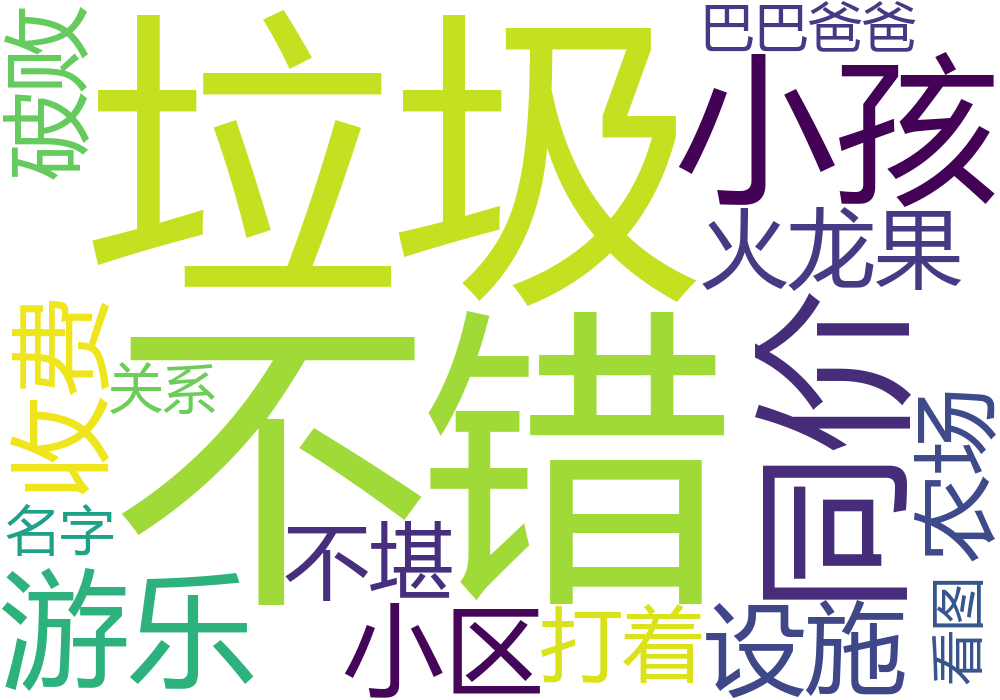 垃圾
不错
小孩
同价
巴巴爸爸
火龙果
破败
收费
关系
名字
游乐
不堪
小区
打着
设施
农场
看图